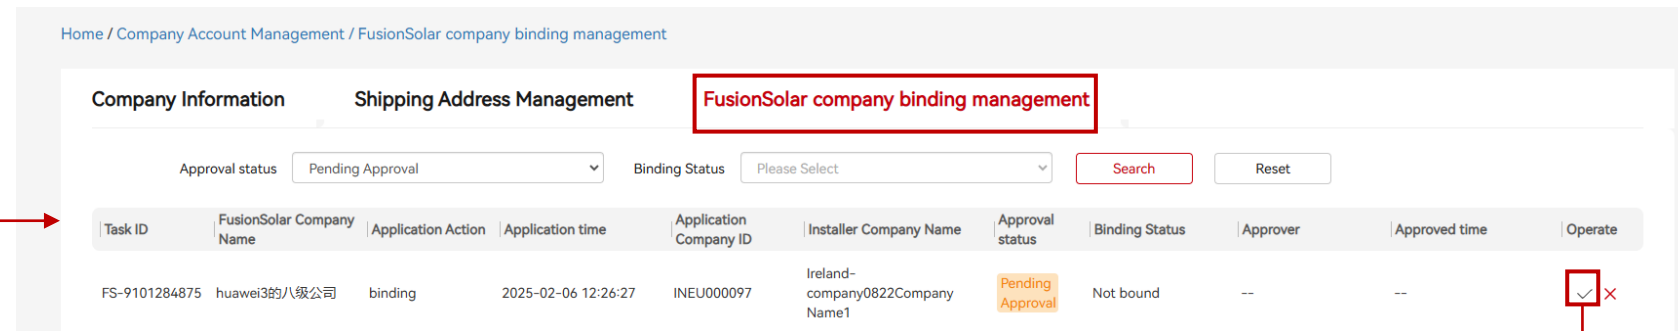 Home / Company Account Management / FusionSolar company binding management
Company Information Shipping Address Management FusionSolar company binding management
Approval status Pending Approval Binding Status Please Select Search Reset
Task ID FusionSolar Company Name Application Action Application time Application Company ID Installer Company Name Approval status Binding Status Approver Approved time Operate
FS-9101284875 huawei3的八级公司 binding 2025-02-06 12:26:27 INEU000097 Ireland-company0822Company Name1 Pending Approval Not bound -- --